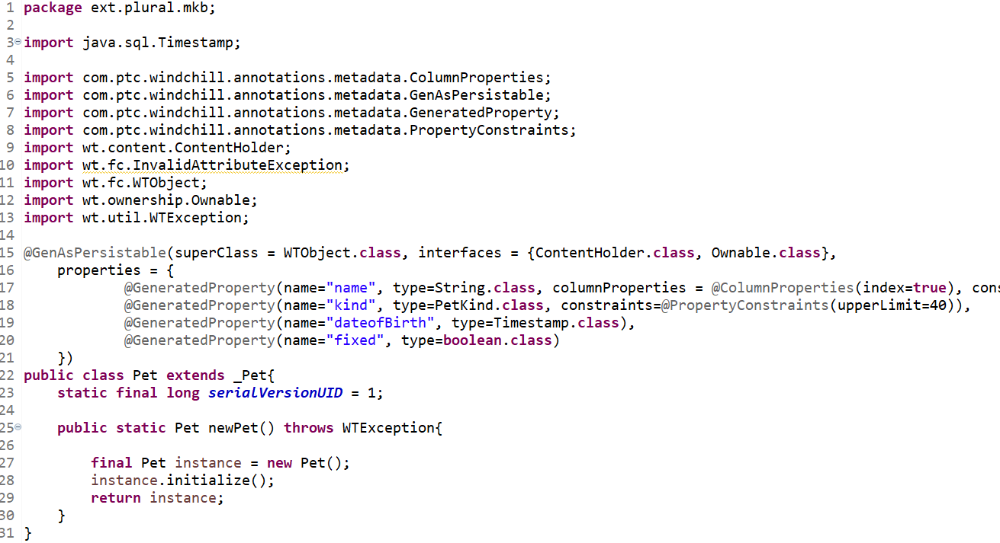 1 package ext.plural.mkb;
2
3 import java.sql.Timestamp;
4
5 import com.ptc.windchill.annotations.metadata.ColumnProperties;
6 import com.ptc.windchill.annotations.metadata.GenAsPersistable;
7 import com.ptc.windchill.annotations.metadata.GeneratedProperty;
8 import com.ptc.windchill.annotations.metadata.PropertyConstraints;
9 import wt.content.ContentHolder;
10 import wt.fc.InvalidAttributeException;
11 import wt.fc.WTObject;
12 import wt.ownership.Ownable;
13 import wt.util.WTException;
14
15 @GenAsPersistable(superClass = WTObject.class, interfaces = {ContentHolder.class, Ownable.class},
16     properties = {
17             @GeneratedProperty(name="name", type=String.class, columnProperties = @ColumnProperties(index=true), cons
18             @GeneratedProperty(name="kind", type=PetKind.class, constraints=@PropertyConstraints(upperLimit=40)),
19             @GeneratedProperty(name="dateofBirth", type=Timestamp.class),
20             @GeneratedProperty(name="fixed", type=boolean.class)
21     })
22 public class Pet extends _Pet{
23     static final long serialVersionUID = 1;
24
25     public static Pet newPet() throws WTException{
26
27         final Pet instance = new Pet();
28         instance.initialize();
29         return instance;
30     }
31 }